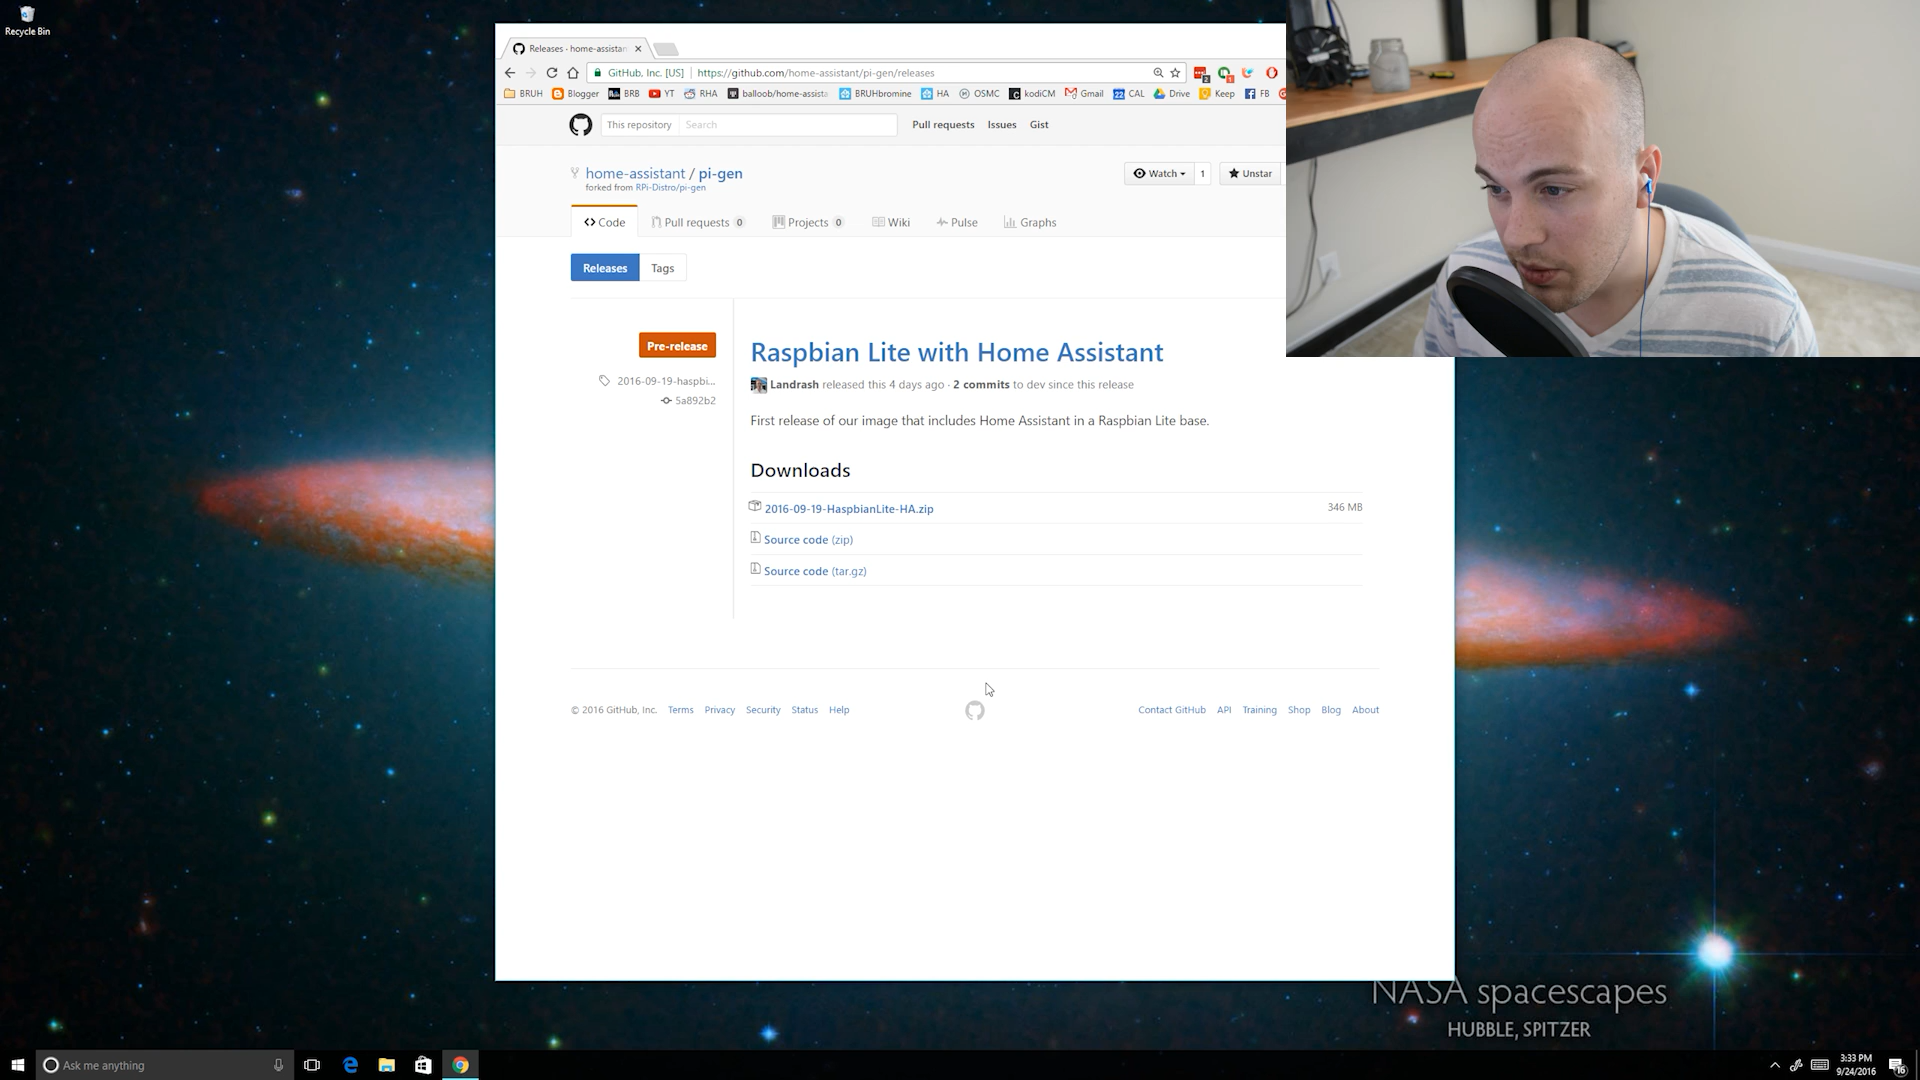 Recycle Bin
Releases · home-assistan
GitHub, Inc. [US] https://github.com/home-assistant/pi-gen/releases
BRUH Blogger BRB YT RHA balloob/home-assista BRUHbromine HA OSMC kodiCM Gmail 22 CAL Drive Keep FB
This repository Search Pull requests Issues Gist
home-assistant / pi-gen
forked from RPi-Distro/pi-gen
Watch 1 Unstar
Code Pull requests 0 Projects 0 Wiki Pulse Graphs
Releases Tags
Pre-release
2016-09-19-haspbi...
5a892b2
Raspbian Lite with Home Assistant
Landrash released this 4 days ago · 2 commits to dev since this release
First release of our image that includes Home Assistant in a Raspbian Lite base.
Downloads
2016-09-19-HaspbianLite-HA.zip 346 MB
Source code (zip)
Source code (tar.gz)
© 2016 GitHub, Inc. Terms Privacy Security Status Help
Contact GitHub API Training Shop Blog About
NASA spacescapes
HUBBLE, SPITZER
Ask me anything
3:33 PM
9/24/2016
16